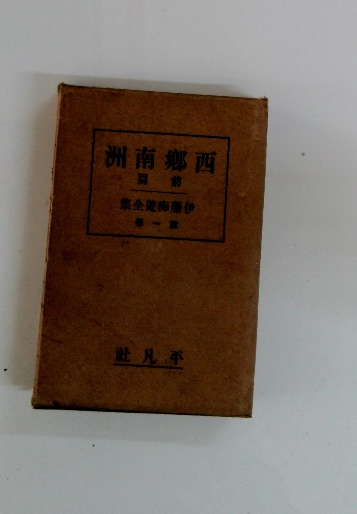 西郷南洲
前篇
伊藤痴遊全集
第一巻
平凡社